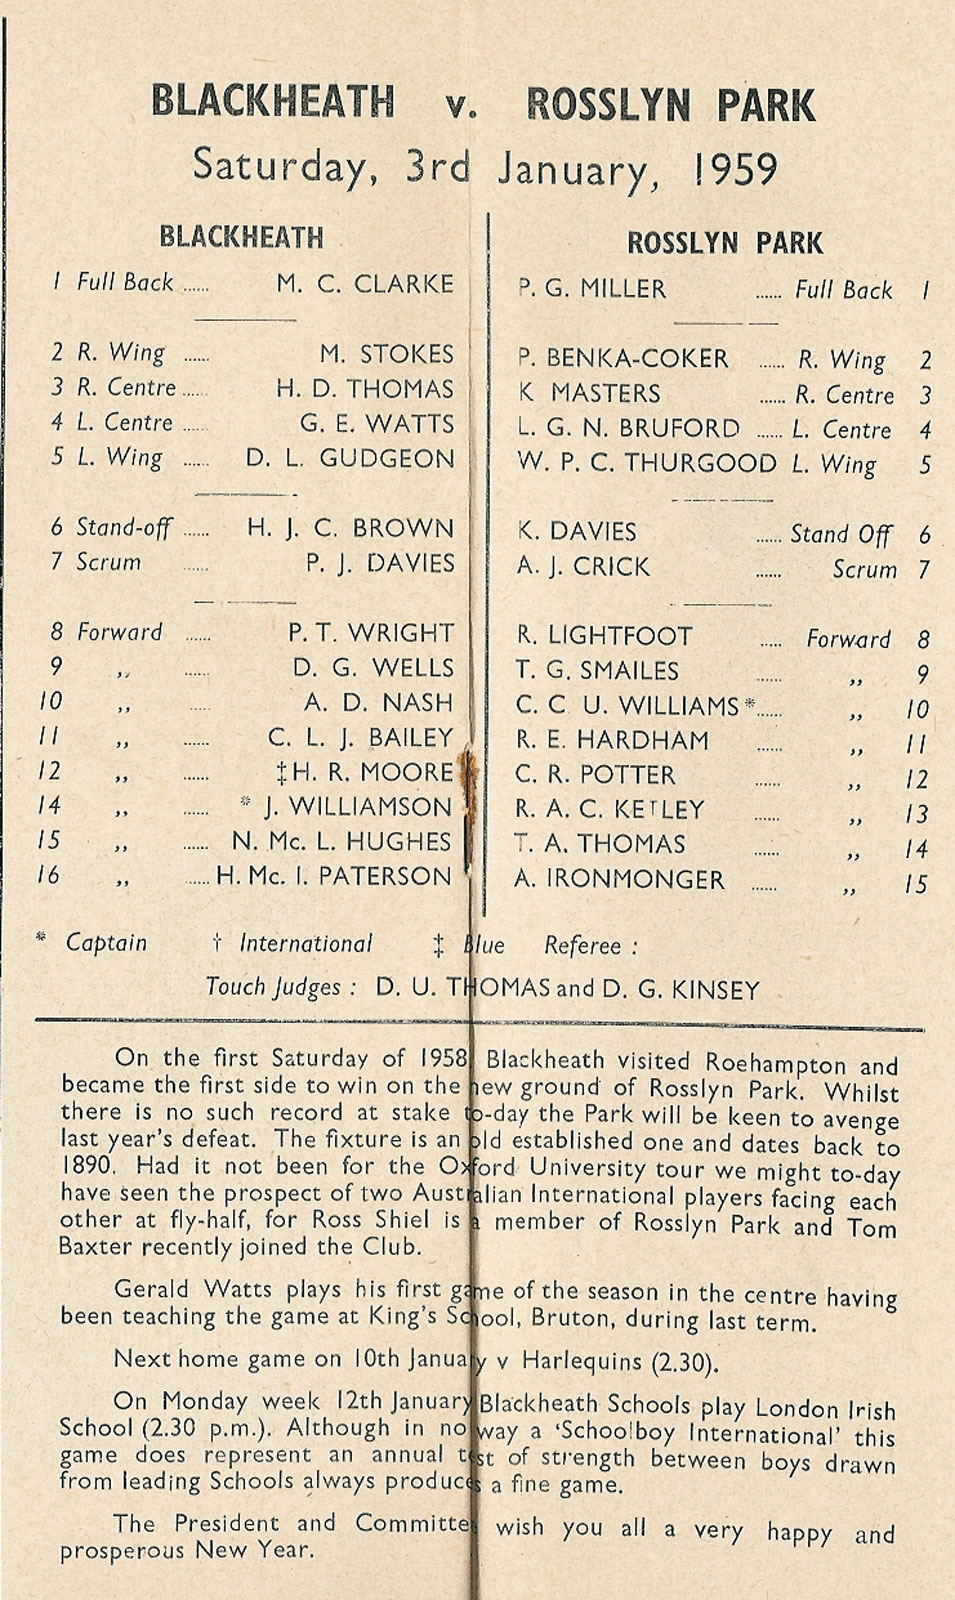 BLACKHEATH v. ROSSLYN PARK
Saturday, 3rd January, 1959
BLACKHEATH
1 Full Back ...... M. C. CLARKE
2 R. Wing ...... M. STOKES
3 R. Centre ...... H. D. THOMAS
4 L. Centre ...... G. E. WATTS
5 L. Wing ...... D. L. GUDGEON
6 Stand-off ...... H. J. C. BROWN
7 Scrum ...... P. J. DAVIES
8 Forward ...... P. T. WRIGHT
9 ,, ...... D. G. WELLS
10 ,, ...... A. D. NASH
11 ,, ...... C. L. J. BAILEY
12 ,, ...... ‡H. R. MOORE
14 ,, ...... * J. WILLIAMSON
15 ,, ...... N. Mc. L. HUGHES
16 ,, ...... H. Mc. I. PATERSON
ROSSLYN PARK
P. G. MILLER ...... Full Back 1
P. BENKA-COKER ...... R. Wing 2
K MASTERS ...... R. Centre 3
L. G. N. BRUFORD ...... L. Centre 4
W. P. C. THURGOOD L. Wing 5
K. DAVIES ...... Stand Off 6
A. J. CRICK ...... Scrum 7
R. LIGHTFOOT ...... Forward 8
T. G. SMAILES ...... ,, 9
C. C U. WILLIAMS * ...... ,, 10
R. E. HARDHAM ...... ,, 11
C. R. POTTER ...... ,, 12
R. A. C. KETLEY ...... ,, 13
T. A. THOMAS ...... ,, 14
A. IRONMONGER ...... ,, 15
* Captain † International ‡ Blue Referee :
Touch Judges : D. U. THOMAS and D. G. KINSEY
On the first Saturday of 1958 Blackheath visited Roehampton and
became the first side to win on the new ground of Rosslyn Park. Whilst
there is no such record at stake to-day the Park will be keen to avenge
last year's defeat. The fixture is an old established one and dates back to
1890. Had it not been for the Oxford University tour we might to-day
have seen the prospect of two Australian International players facing each
other at fly-half, for Ross Shiel is a member of Rosslyn Park and Tom
Baxter recently joined the Club.
Gerald Watts plays his first game of the season in the centre having
been teaching the game at King's School, Bruton, during last term.
Next home game on 10th January v Harlequins (2.30).
On Monday week 12th January Blackheath Schools play London Irish
School (2.30 p.m.). Although in no way a 'Schoolboy International' this
game does represent an annual test of strength between boys drawn
from leading Schools always produces a fine game.
The President and Committee wish you all a very happy and
prosperous New Year.